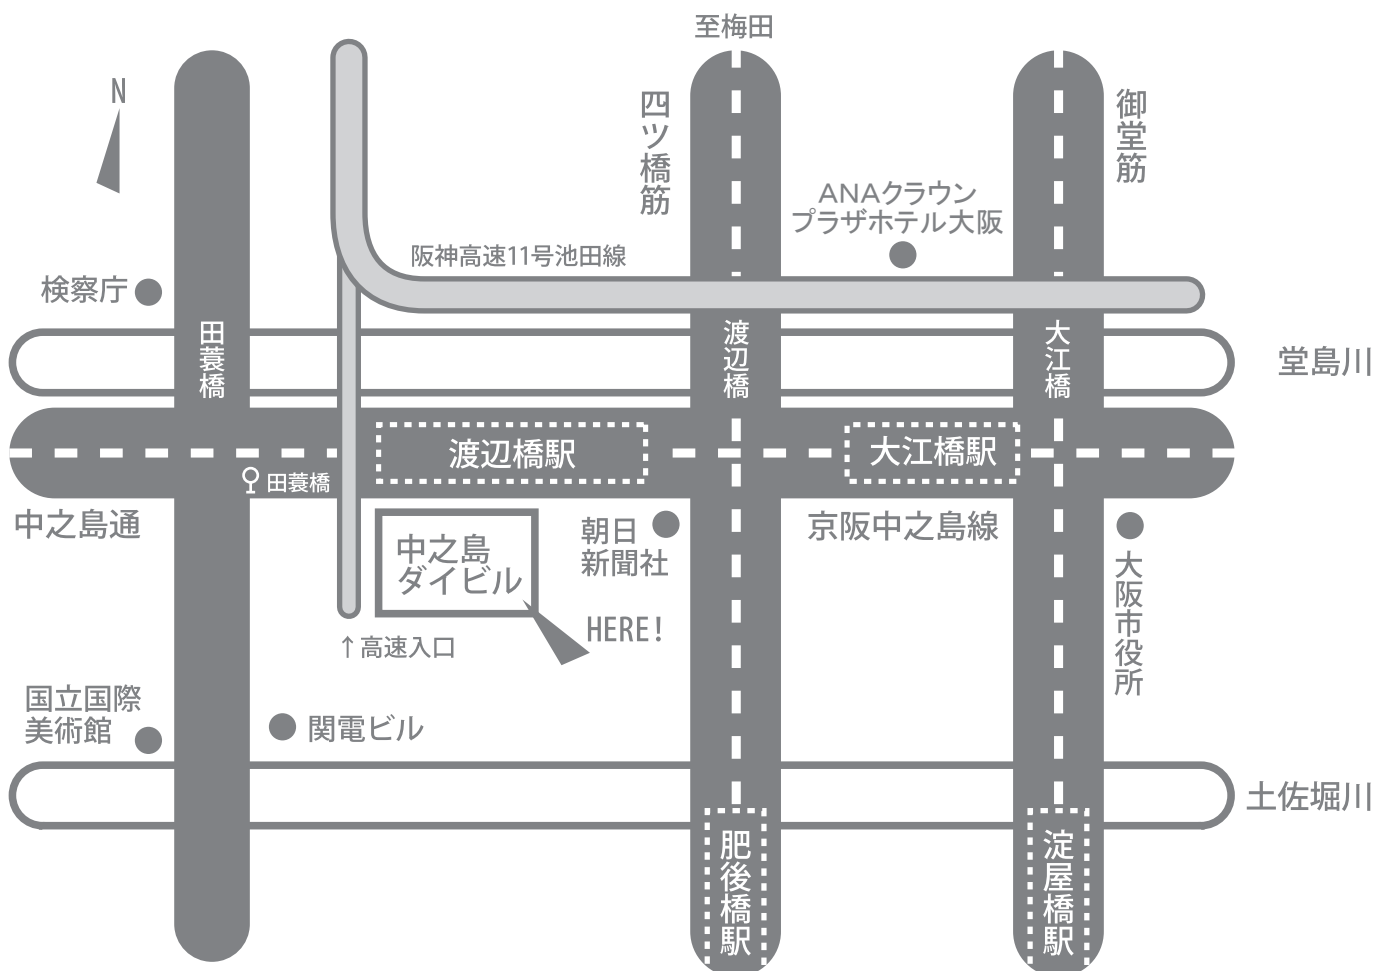 至梅田
N
四ツ橋筋
御堂筋
ANAクラウン
プラザホテル大阪
阪神高速11号池田線
検察庁
田蓑橋
渡辺橋
大江橋
堂島川
渡辺橋駅
大江橋駅
田蓑橋
中之島通
中之島
ダイビル
朝日
新聞社
京阪中之島線
大阪市役所
HERE!
↑高速入口
国立国際
美術館
関電ビル
土佐堀川
肥後橋駅
淀屋橋駅